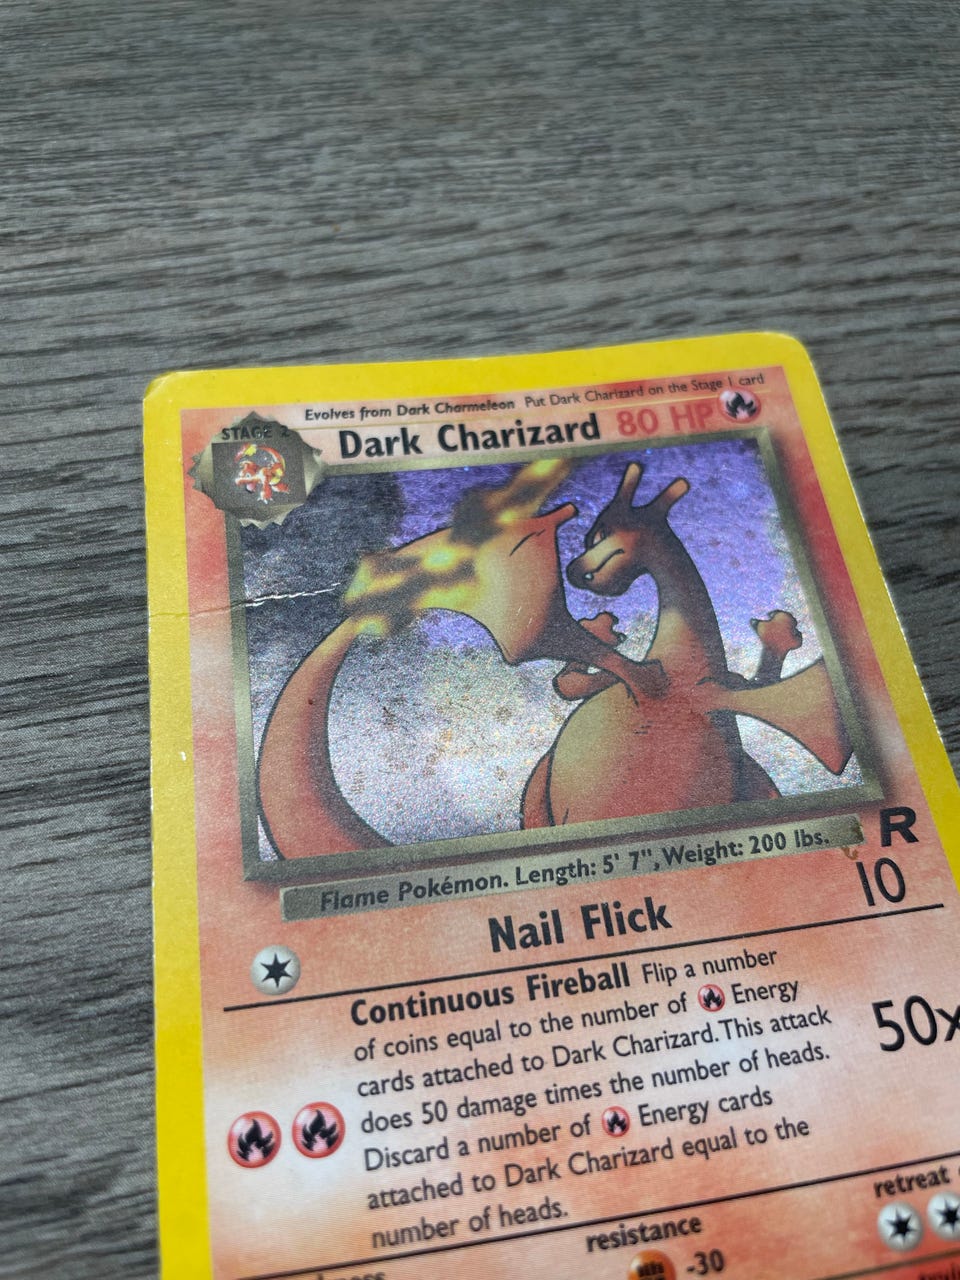 Evolves from Dark Charmeleon Put Dark Charizard on the Stage 1 card
STAGE 2
Dark Charizard 80 HP
Flame Pokémon. Length: 5' 7", Weight: 200 lbs.
R
Nail Flick 10
Continuous Fireball Flip a number
of coins equal to the number of Energy
cards attached to Dark Charizard. This attack
does 50 damage times the number of heads.
Discard a number of Energy cards
attached to Dark Charizard equal to the
number of heads.
50x
resistance
retreat
-30